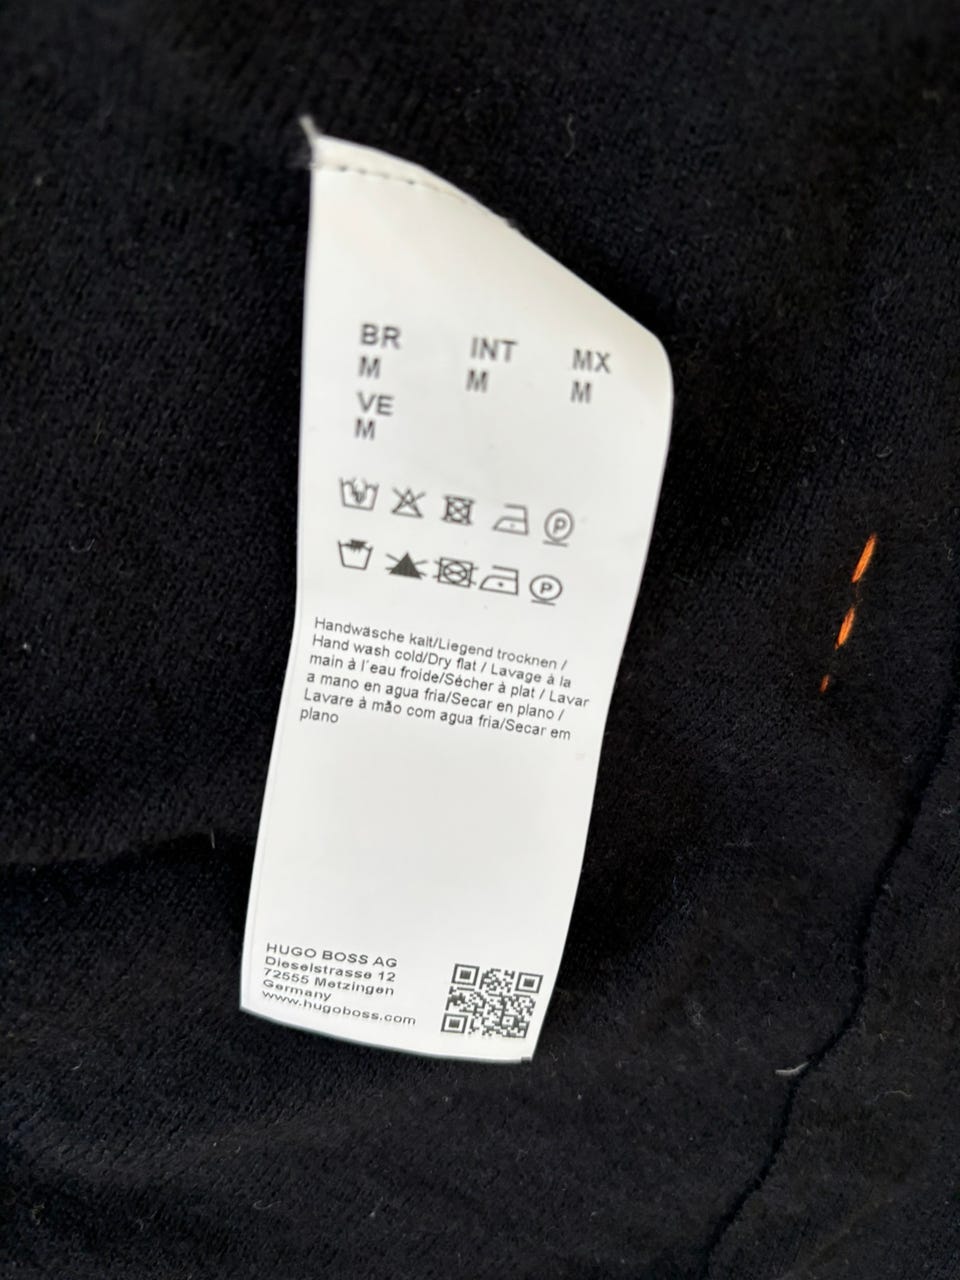 BR INT MX
M M M
VE
M
P
P
Handwäsche kalt/Liegend trocknen /
Hand wash cold/Dry flat / Lavage à la
main à l´eau froide/Sécher à plat / Lavar
a mano en agua fria/Secar en plano /
Lavare à mão com agua fria/Secar em
plano
HUGO BOSS AG
Dieselstrasse 12
72555 Metzingen
Germany
www.hugoboss.com